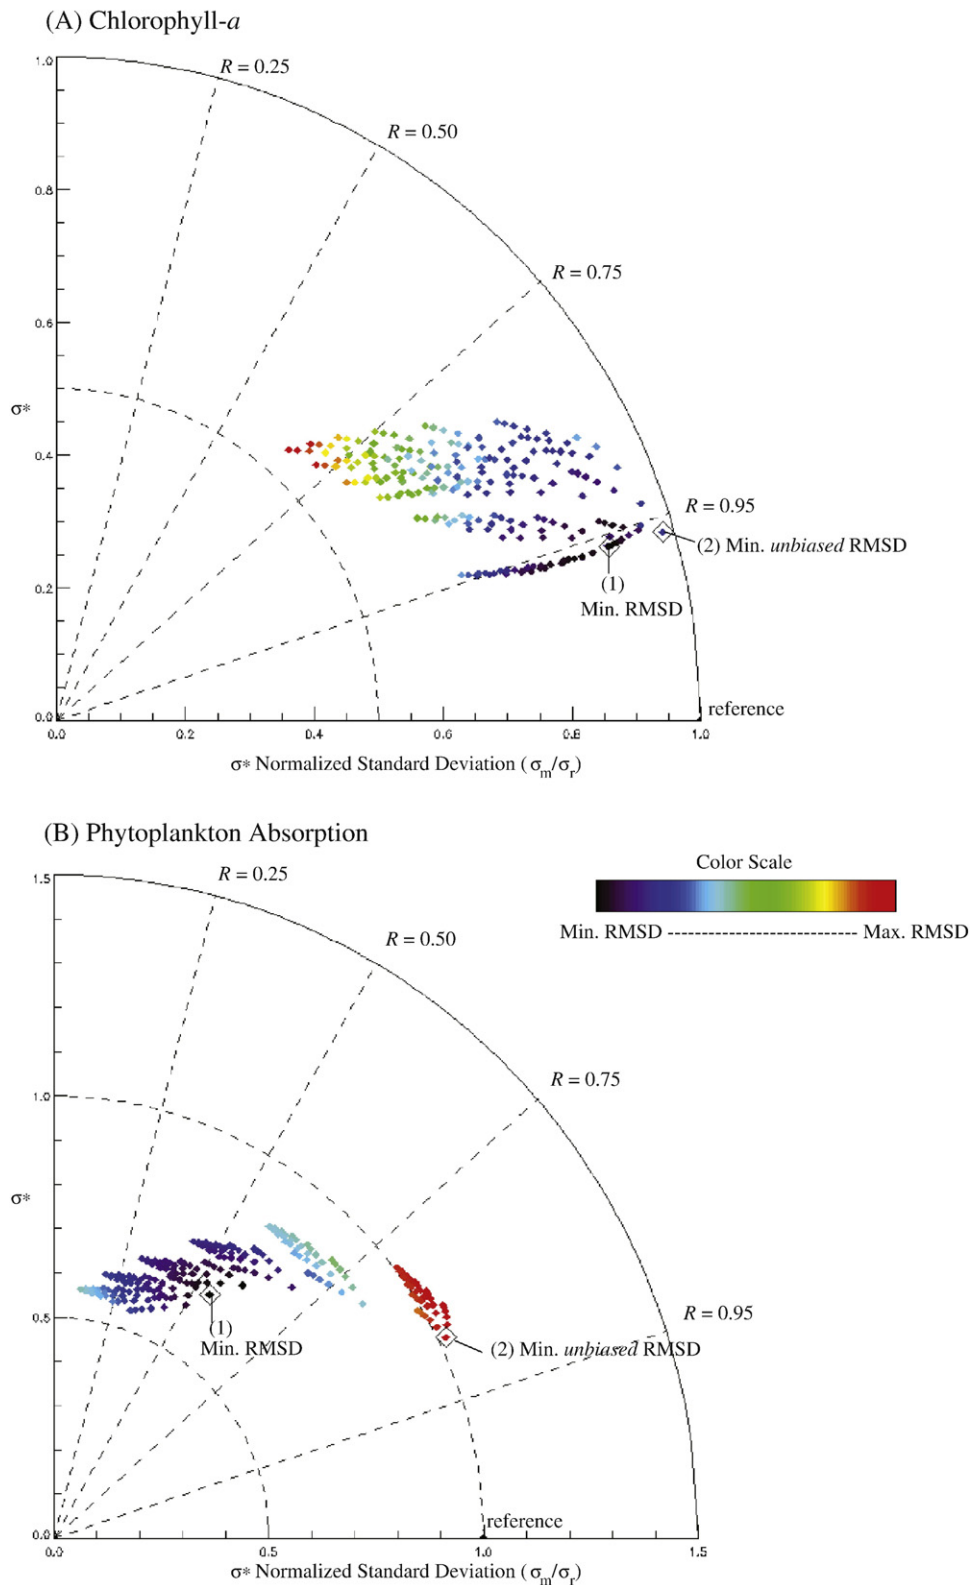 (A) Chlorophyll-a
1.0
R = 0.25
R = 0.50
0.8
R = 0.75
0.6
σ*
0.4
R = 0.95
(2) Min. unbiased RMSD
(1)
Min. RMSD
0.2
0.0
reference
0.0 0.2 0.4 0.6 0.8 1.0
σ* Normalized Standard Deviation (σm/σr)
(B) Phytoplankton Absorption
Color Scale
Min. RMSD Max. RMSD
1.5
R = 0.25
R = 0.50
R = 0.75
1.0
σ*
R = 0.95
0.5
(1)
Min. RMSD
(2) Min. unbiased RMSD
reference
0.0
0.0 0.5 1.0 1.5
σ* Normalized Standard Deviation (σm/σr)